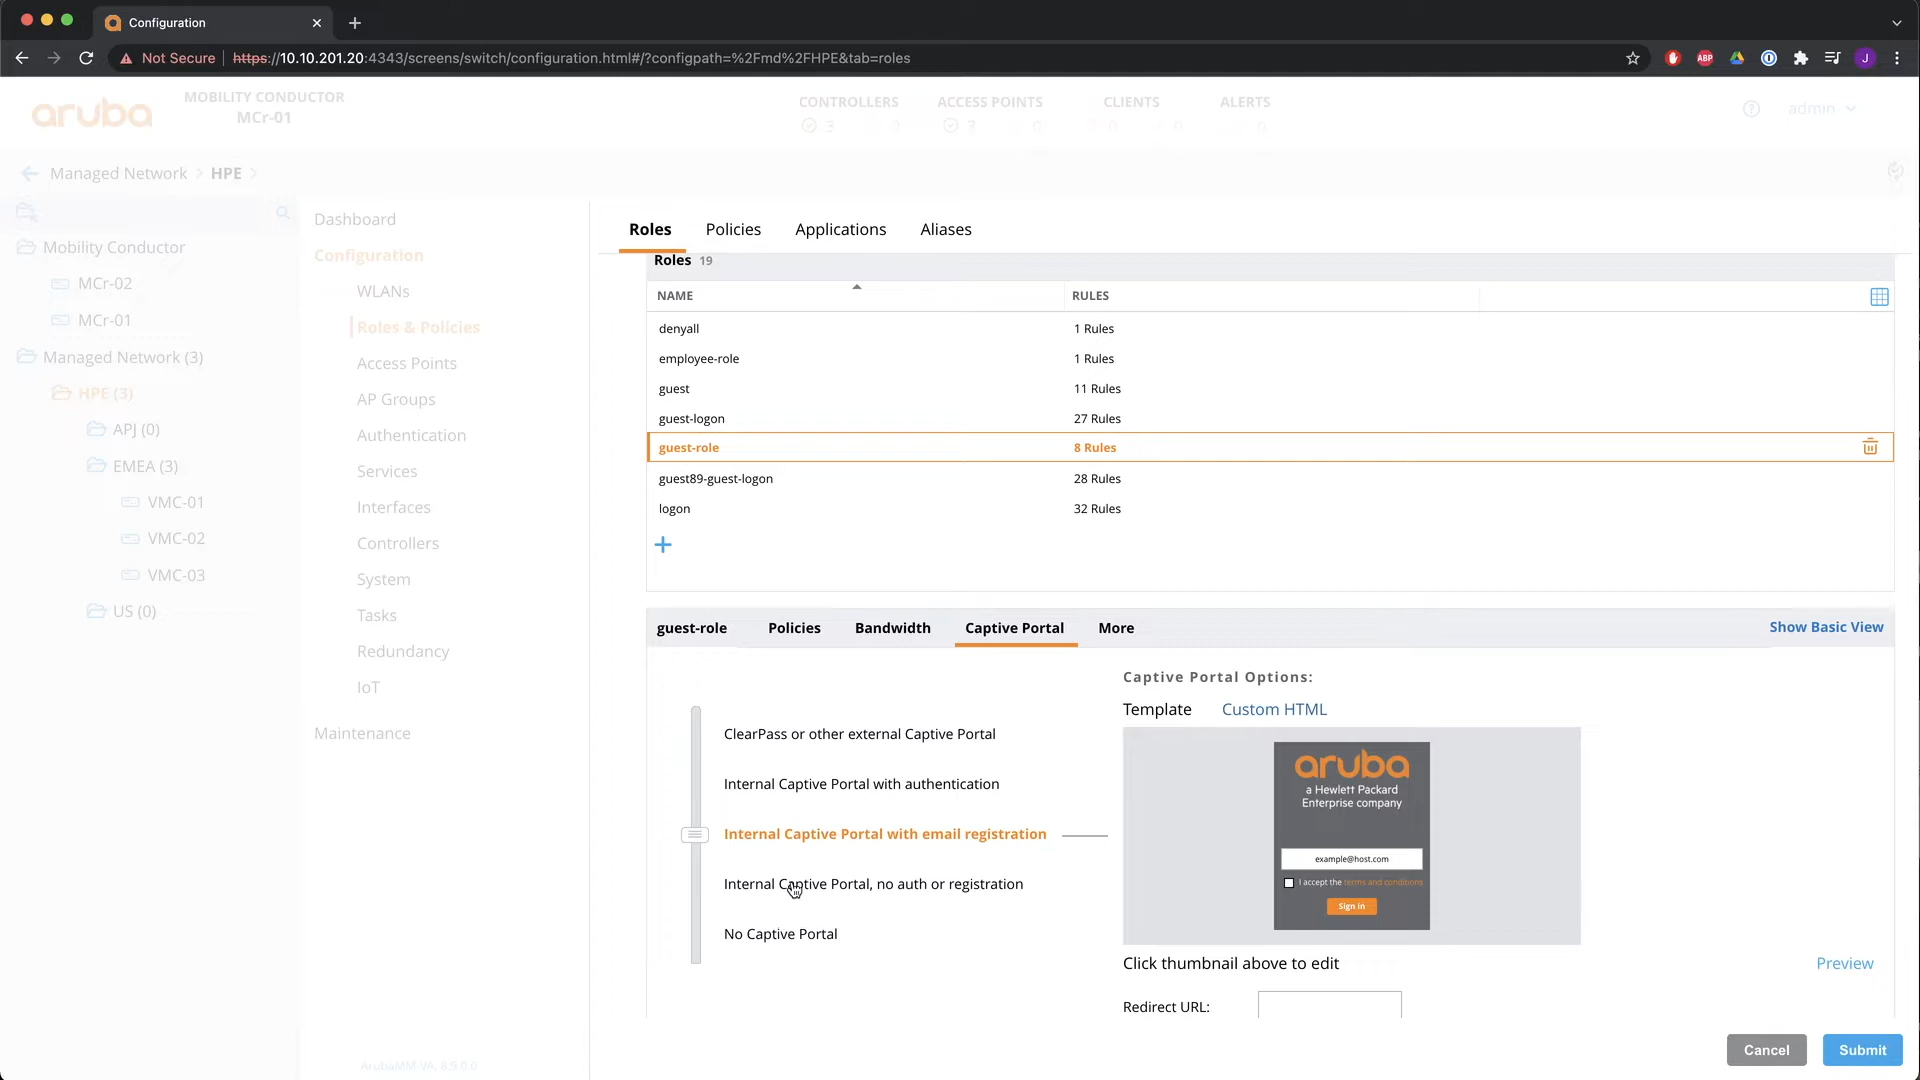 Configuration
Not Secure https://10.10.201.20:4343/screens/switch/configuration.html#/?configpath=%2Fmd%2FHPE&tab=roles
ABP
J
aruba
MOBILITY CONDUCTOR
MCr-01
CONTROLLERS
3
ACCESS POINTS
3
0
CLIENTS
0
0
ALERTS
0
admin
Managed Network > HPE >
Mobility Conductor
MCr-02
MCr-01
Managed Network (3)
HPE (3)
APJ (0)
EMEA (3)
VMC-01
VMC-02
VMC-03
US (0)
Dashboard
Configuration
WLANs
Roles & Policies
Access Points
AP Groups
Authentication
Services
Interfaces
Controllers
System
Tasks
Redundancy
IoT
Maintenance
ArubaMM-VA, 8.9.0.0
Roles Policies Applications Aliases
Roles 19
NAME RULES
denyall 1 Rules
employee-role 1 Rules
guest 11 Rules
guest-logon 27 Rules
guest-role 8 Rules
guest89-guest-logon 28 Rules
logon 32 Rules
guest-role Policies Bandwidth Captive Portal More Show Basic View
ClearPass or other external Captive Portal
Internal Captive Portal with authentication
Internal Captive Portal with email registration
Internal Captive Portal, no auth or registration
No Captive Portal
Captive Portal Options:
Template Custom HTML
aruba
a Hewlett Packard
Enterprise company
example@host.com
I accept the terms and conditions
Sign in
Click thumbnail above to edit
Preview
Redirect URL:
Cancel Submit